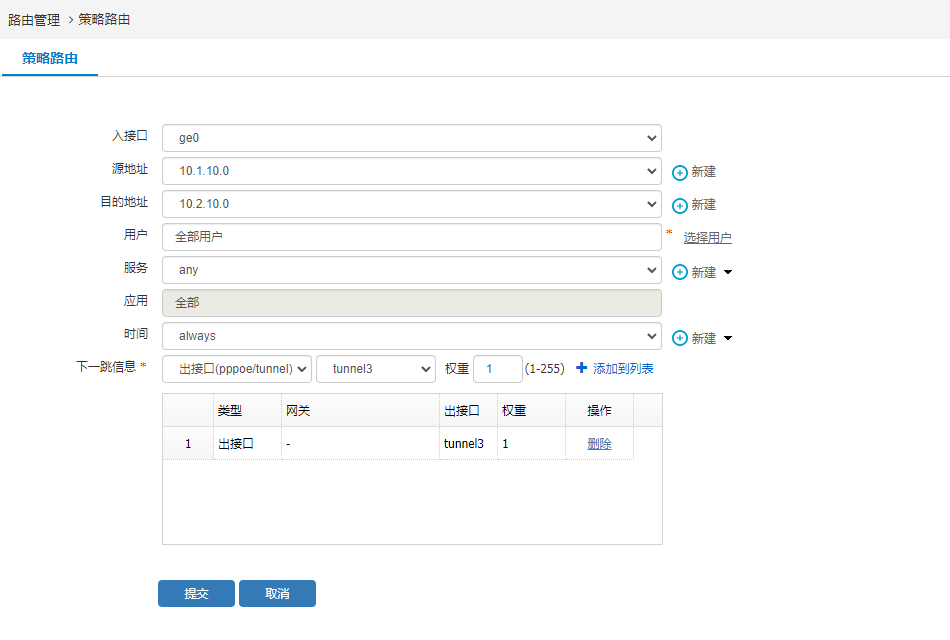 路由管理 > 策略路由
策略路由
入接口 ge0
源地址 10.1.10.0 新建
目的地址 10.2.10.0 新建
用户 全部用户 * 选择用户
服务 any 新建
应用 全部
时间 always 新建
下一跳信息 * 出接口(pppoe/tunnel) tunnel3 权重 1 (1-255) 添加到列表
类型 网关 出接口 权重 操作
1 出接口 - tunnel3 1 删除
提交 取消